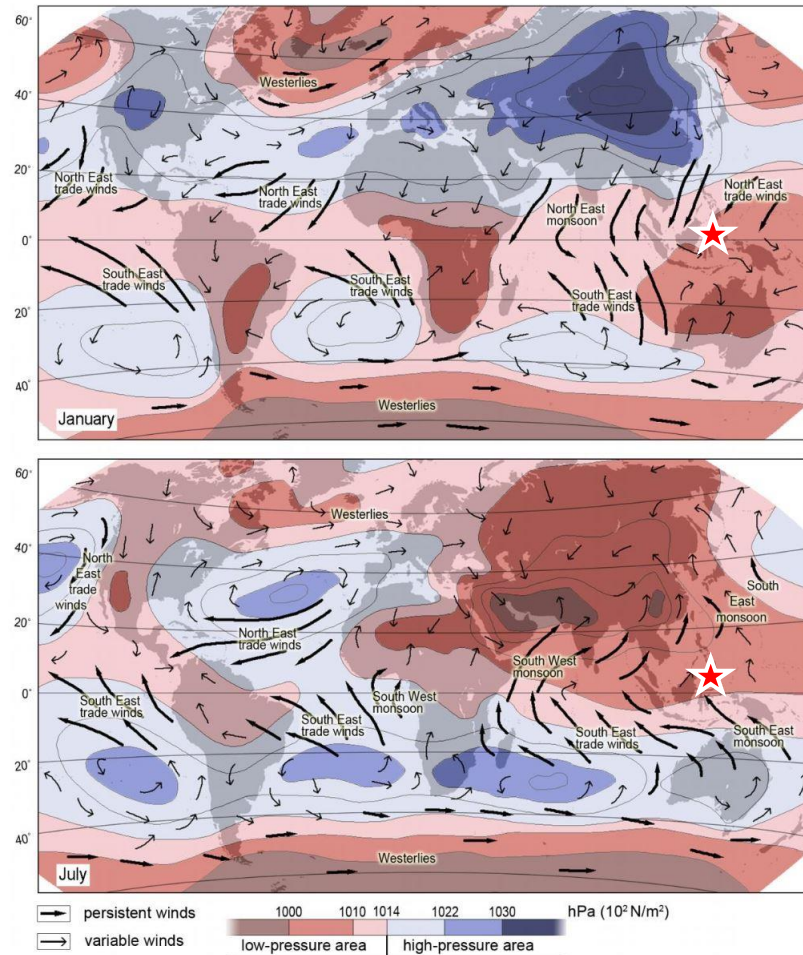 60°
Westerlies
40°
20°
North East
trade winds
North East
trade winds
North East
monsoon
North East
trade winds
0°
South East
trade winds
South East
trade winds
South East
trade winds
20°
40°
Westerlies
January
60°
Westerlies
40°
North
East
trade
winds
South
East
monsoon
20°
North East
trade winds
South West
monsoon
South West
monsoon
0°
South East
trade winds
South East
trade winds
South East
trade winds
South East
monsoon
20°
40°
Westerlies
July
persistent winds
variable winds
1000
1010
1014
1022
1030
hPa (10² N/m²)
low-pressure area
high-pressure area